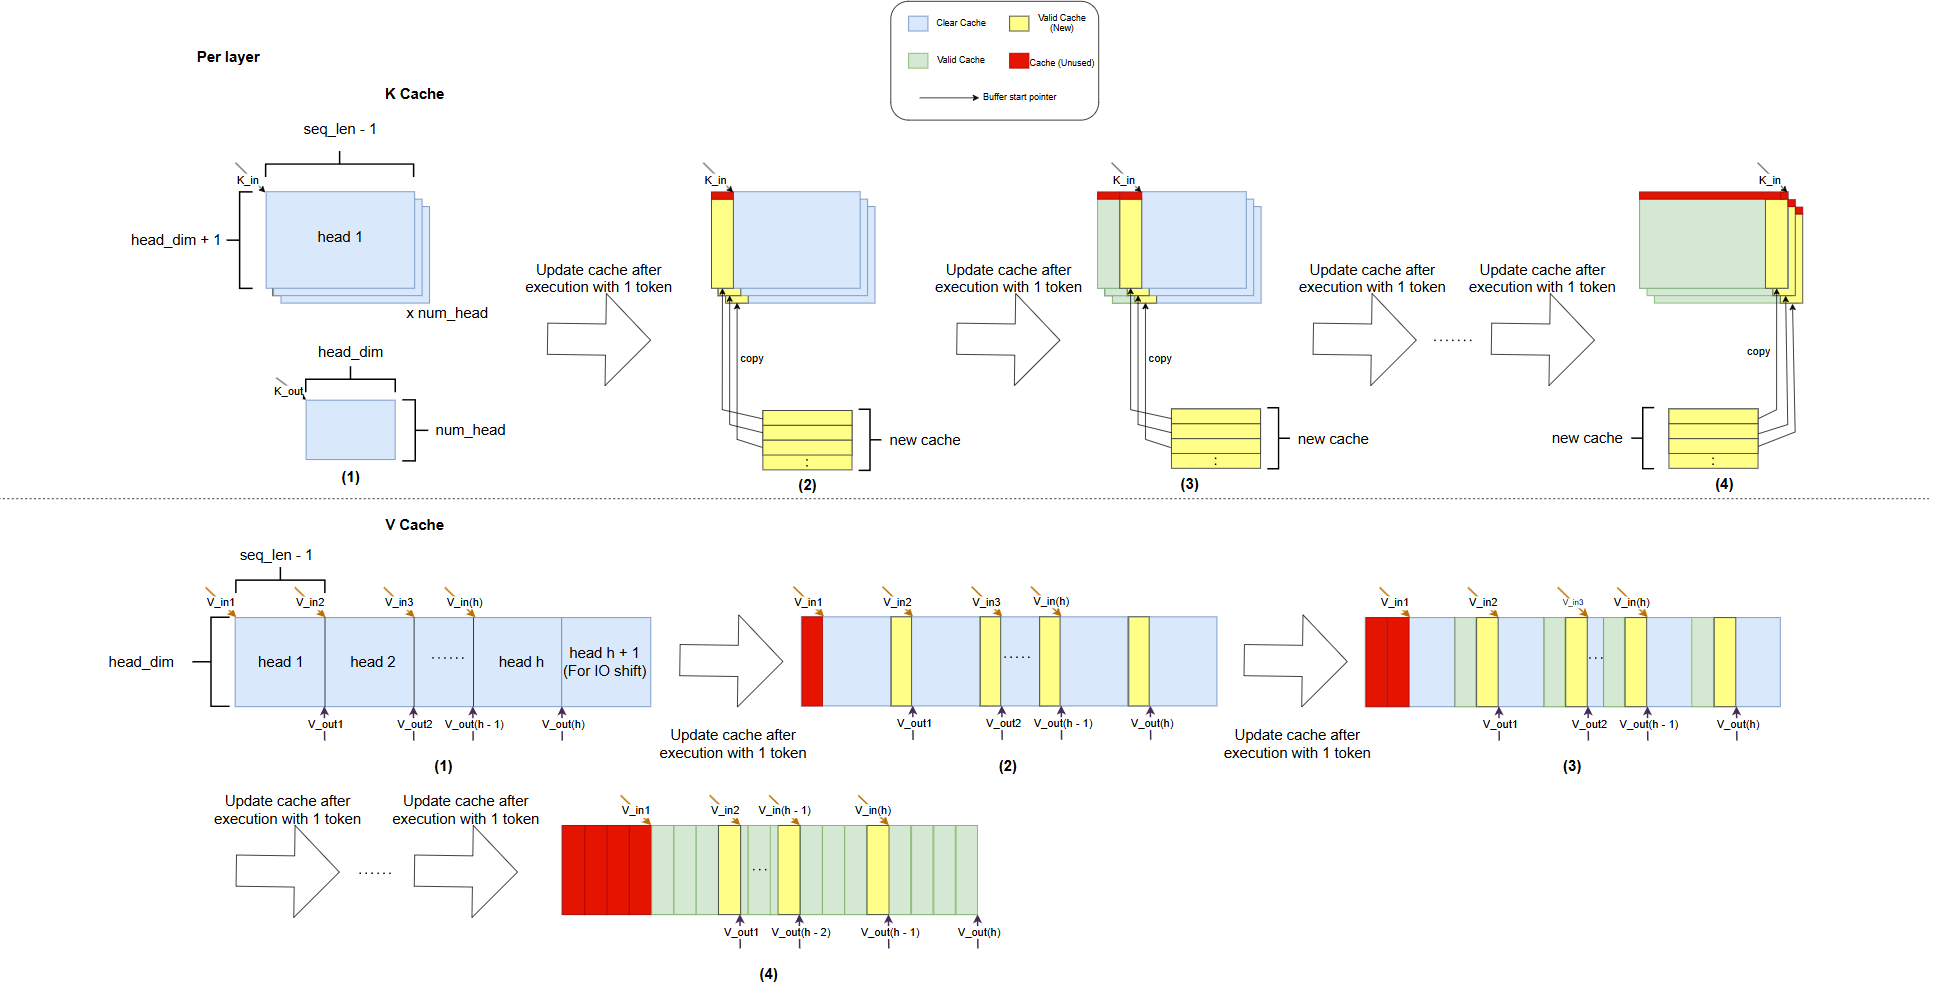 Clear Cache
Valid Cache
(New)
Valid Cache
Cache (Unused)
Buffer start pointer
Per layer
K Cache
seq_len - 1
K_in
head_dim + 1
head 1
x num_head
head_dim
K_out
num_head
(1)
Update cache after
execution with 1 token
K_in
copy
new cache
(2)
Update cache after
execution with 1 token
K_in
copy
new cache
(3)
Update cache after
execution with 1 token
.......
Update cache after
execution with 1 token
K_in
copy
new cache
(4)
V Cache
seq_len - 1
V_in1
V_in2
V_in3
V_in(h)
head_dim
head 1
head 2
......
head h
head h + 1
(For IO shift)
V_out1
V_out2
V_out(h - 1)
V_out(h)
(1)
Update cache after
execution with 1 token
V_in1
V_in2
V_in3
V_in(h)
.....
V_out1
V_out2
V_out(h - 1)
V_out(h)
(2)
Update cache after
execution with 1 token
V_in1
V_in2
V_in3
V_in(h)
...
V_out1
V_out2
V_out(h - 1)
V_out(h)
(3)
Update cache after
execution with 1 token
......
Update cache after
execution with 1 token
V_in1
V_in2
V_in(h - 1)
V_in(h)
...
V_out1
V_out(h - 2)
V_out(h - 1)
V_out(h)
(4)